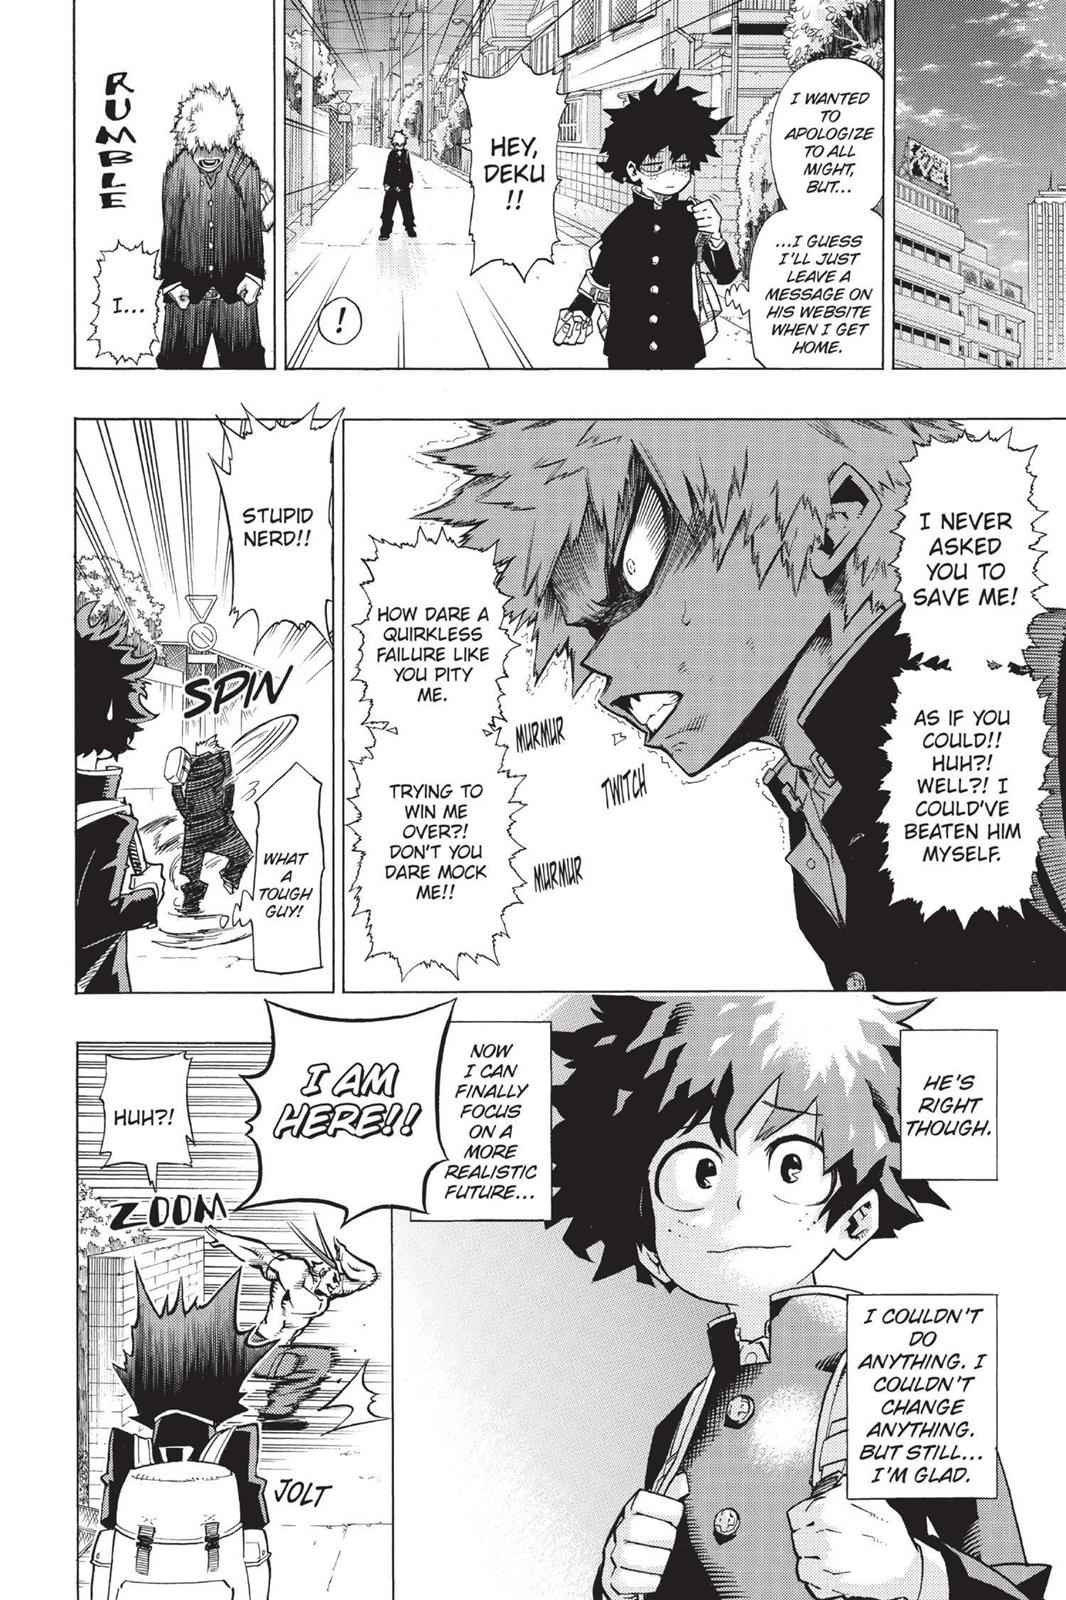 I WANTED
TO
APOLOGIZE
TO ALL
MIGHT,
BUT...
...I GUESS
I'LL JUST
LEAVE A
MESSAGE ON
HIS WEBSITE
WHEN I GET
HOME.
HEY,
DEKU
!!
!
RUMBLE
I...
I NEVER
ASKED
YOU TO
SAVE ME!
AS IF YOU
COULD!!
HUH?!
WELL?! I
COULD'VE
BEATEN HIM
MYSELF.
HOW DARE A
QUIRKLESS
FAILURE LIKE
YOU PITY
ME.
MURMUR
TWITCH
TRYING TO
WIN ME
OVER?!
DON'T YOU
DARE MOCK
ME!!
MURMUR
STUPID
NERD!!
SPIN
WHAT
A
TOUGH
GUY!
HE'S
RIGHT
THOUGH.
I COULDN'T
DO
ANYTHING. I
COULDN'T
CHANGE
ANYTHING.
BUT STILL...
I'M GLAD.
NOW
I CAN
FINALLY
FOCUS
ON A
MORE
REALISTIC
FUTURE...
I AM
HERE!!
HUH?!
ZOOM
JOLT